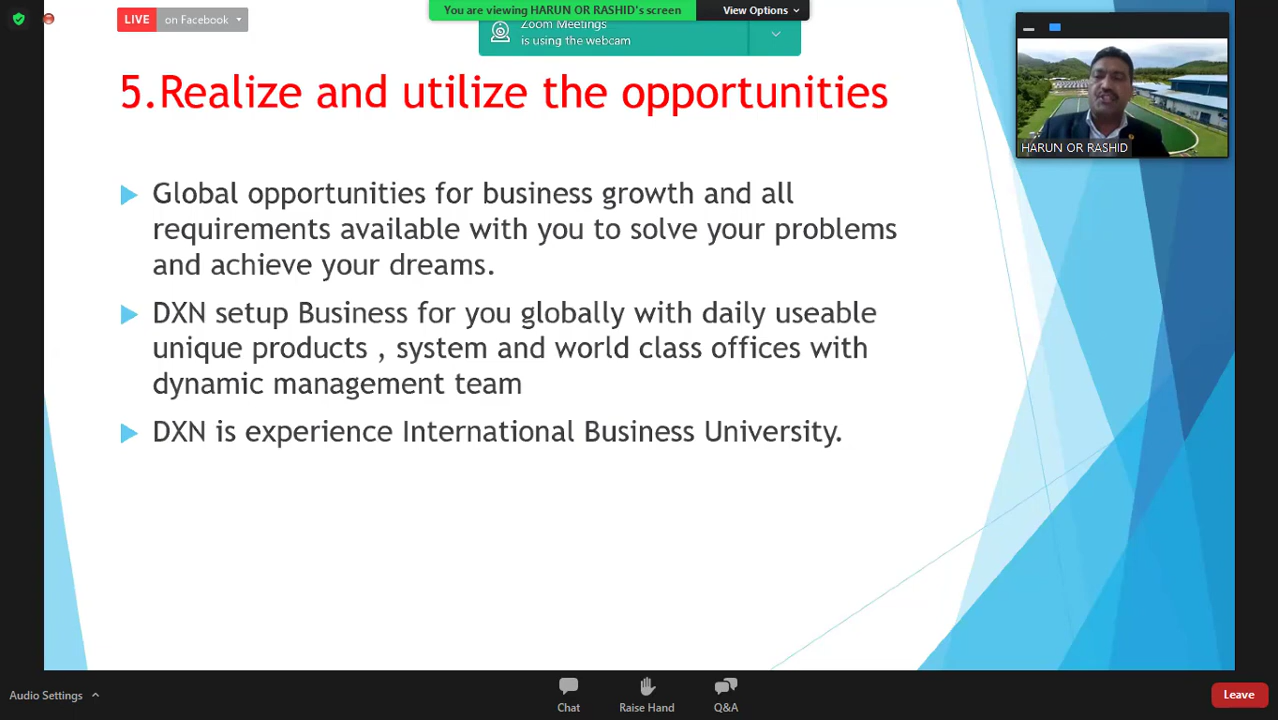 You are viewing HARUN OR RASHID's screen
View Options
LIVE on Facebook
Zoom Meetings
is using the webcam
5.Realize and utilize the opportunities
HARUN OR RASHID
Global opportunities for business growth and all
requirements available with you to solve your problems
and achieve your dreams.
DXN setup Business for you globally with daily useable
unique products , system and world class offices with
dynamic management team
DXN is experience International Business University.
Audio Settings
Chat
Raise Hand
Q&A
Leave